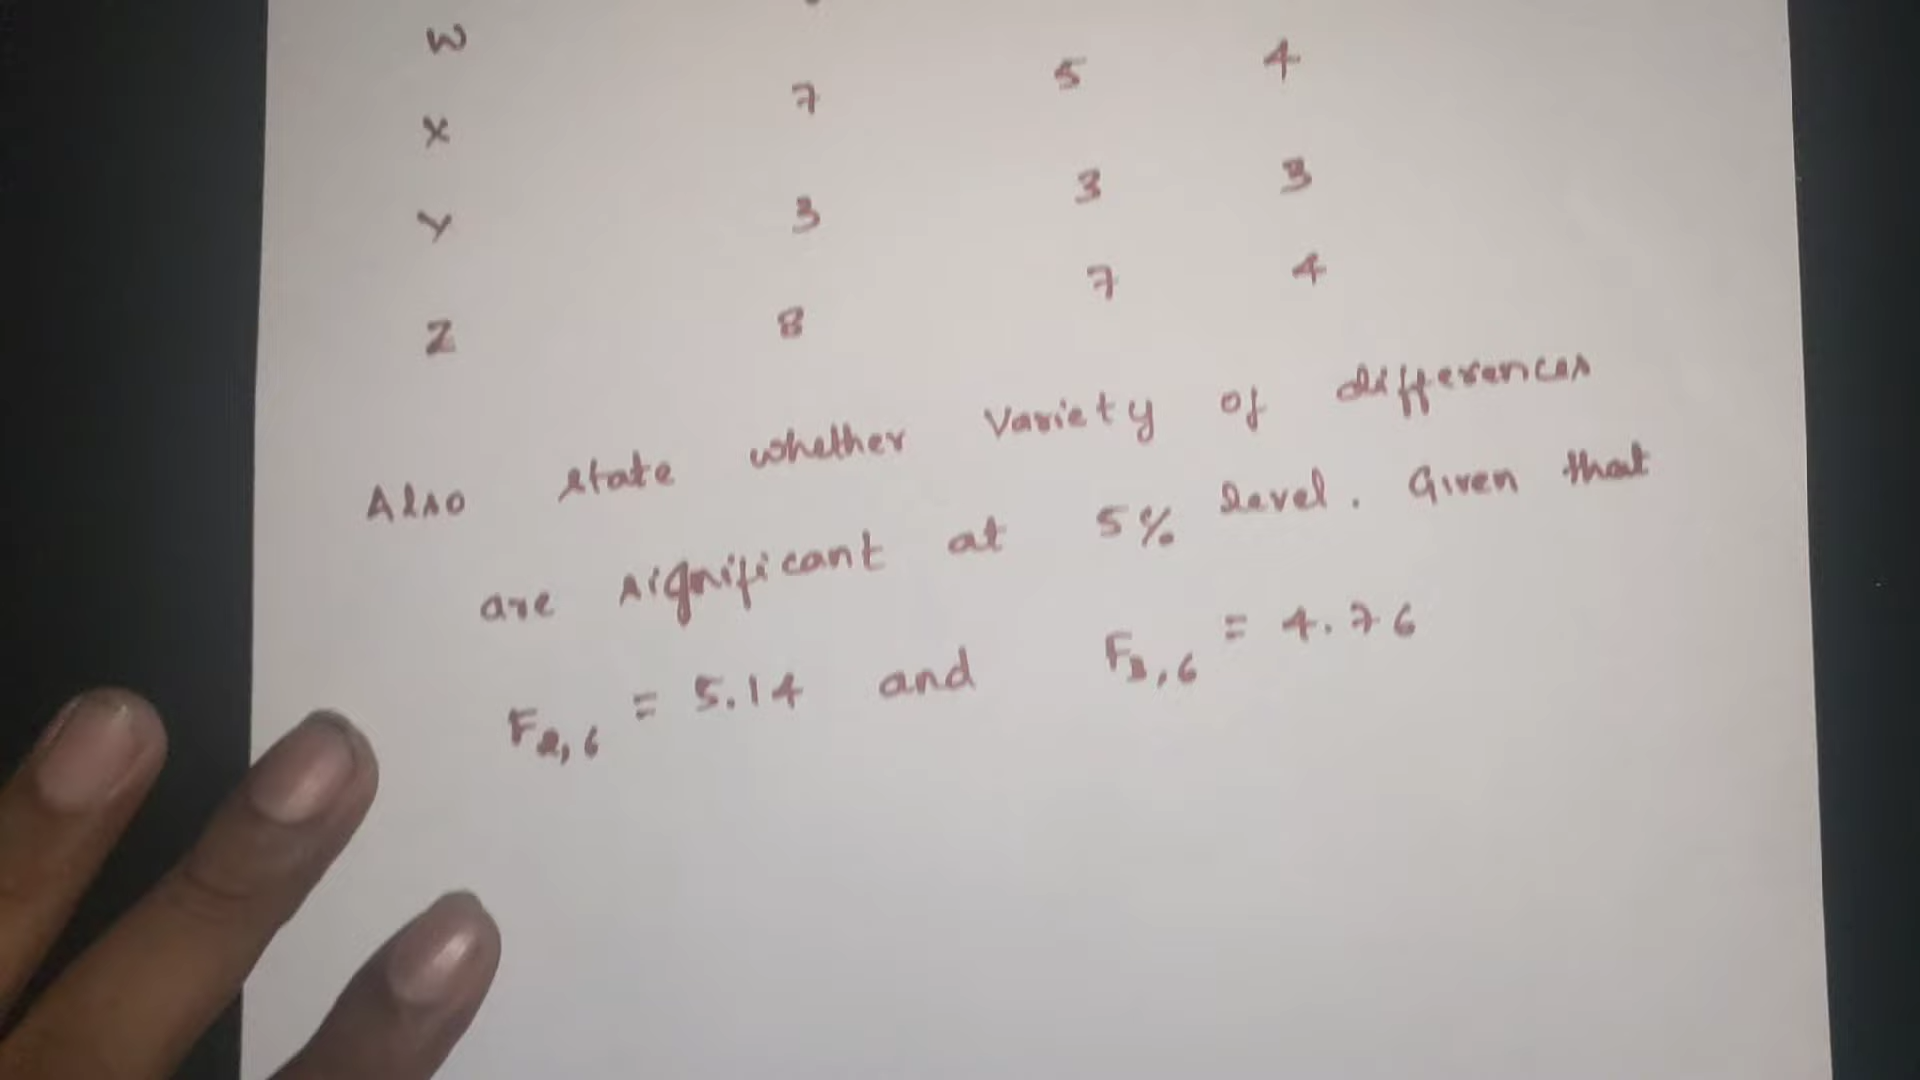 W
X 7 5 4
Y 3 3 3
Z 8 7 4
Also state whether Variety of differences
are significant at 5% level. Given that
F2,6 = 5.14 and F3,6 = 4.76